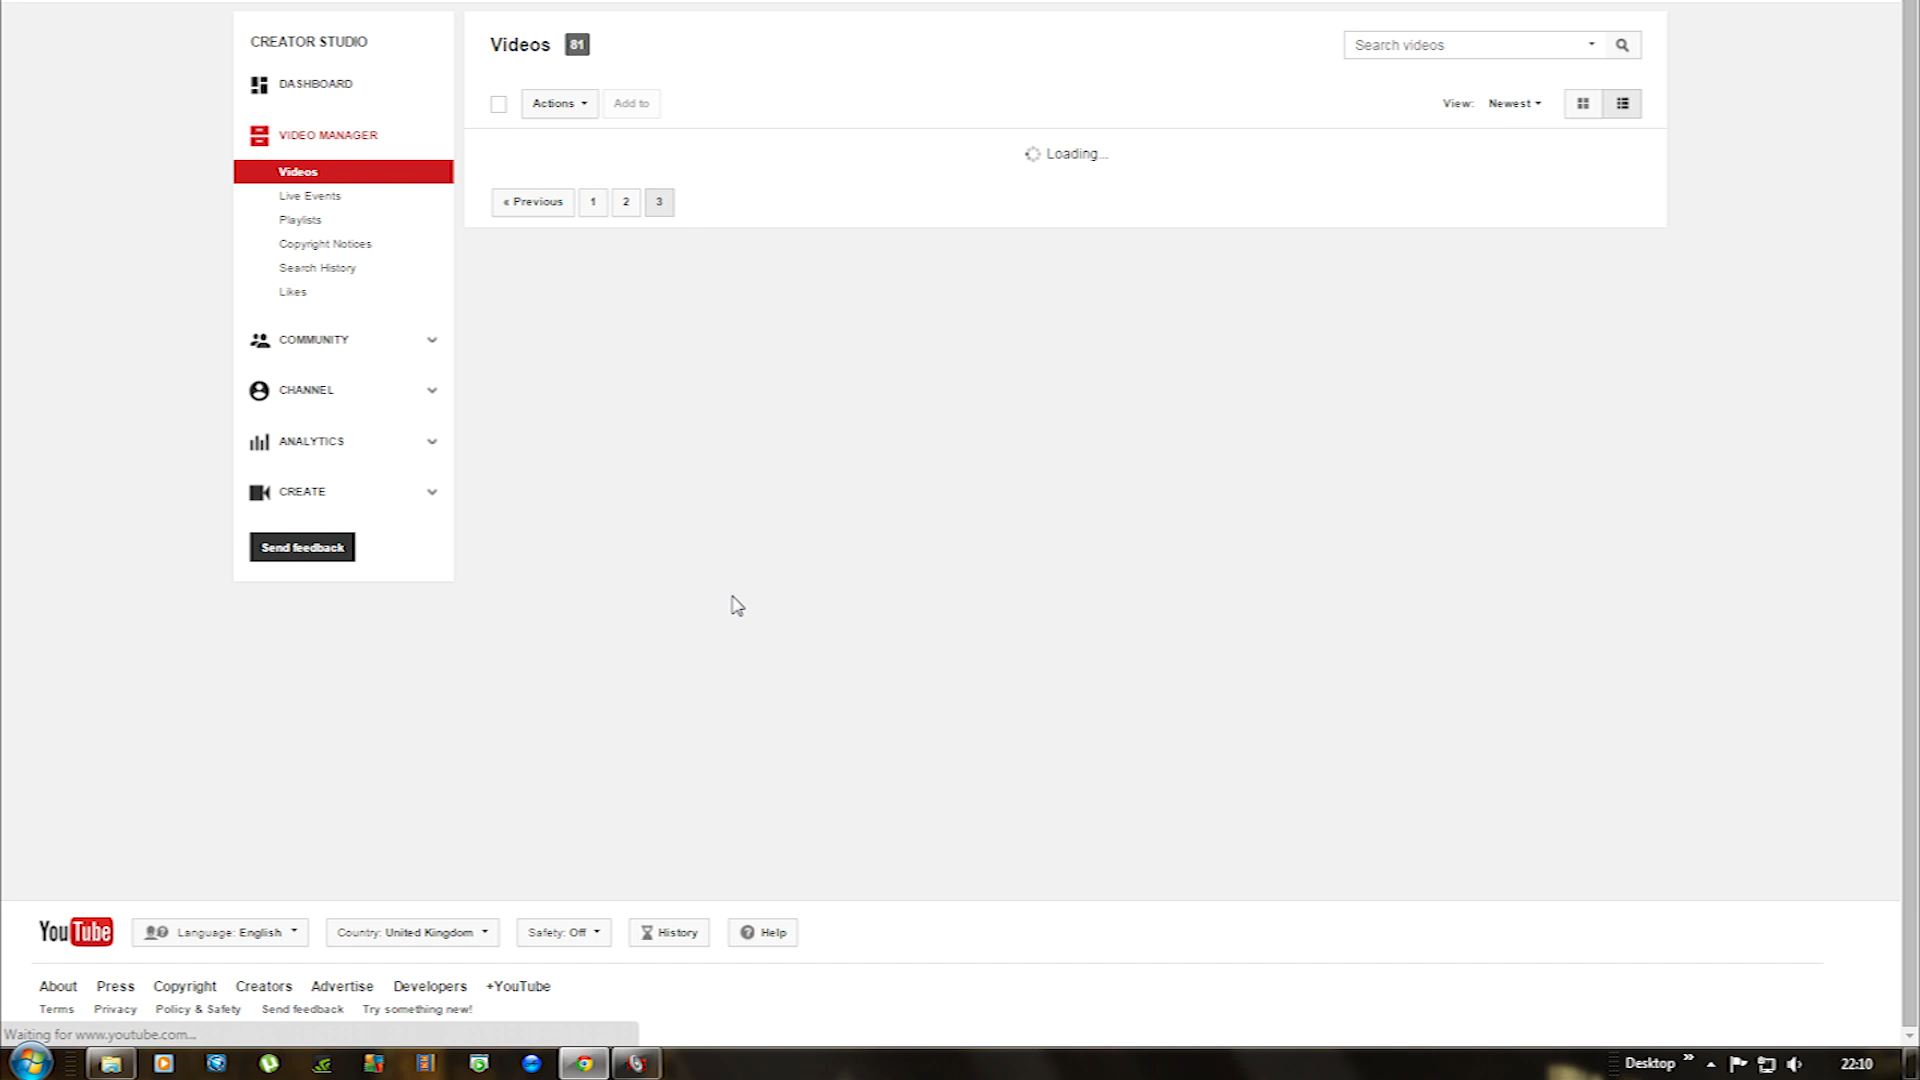 CREATOR STUDIO
DASHBOARD
VIDEO MANAGER
Videos
Live Events
Playlists
Copyright Notices
Search History
Likes
COMMUNITY
CHANNEL
ANALYTICS
CREATE
Send feedback
Videos 81
Search videos
Actions Add to
View: Newest
Loading...
« Previous 1 2 3
YouTube Language: English Country: United Kingdom Safety: Off History Help
About Press Copyright Creators Advertise Developers +YouTube
Terms Privacy Policy & Safety Send feedback Try something new!
Waiting for www.youtube.com...
Desktop » 22:10